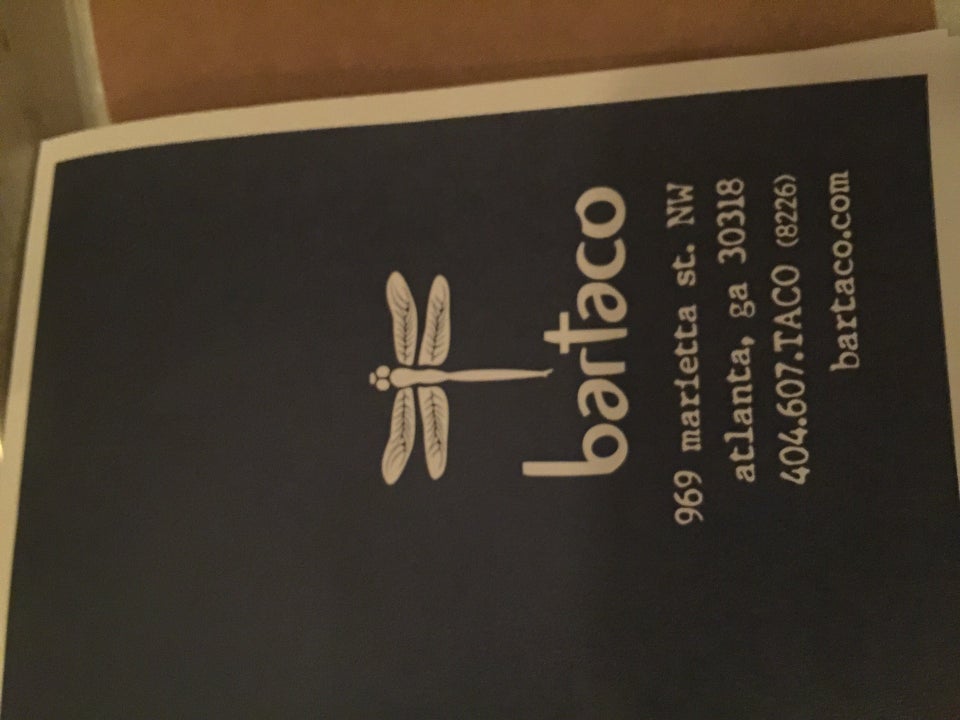 bartaco
969 marietta st. NW
atlanta, ga 30318
404.607.TACO (8226)
bartaco.com